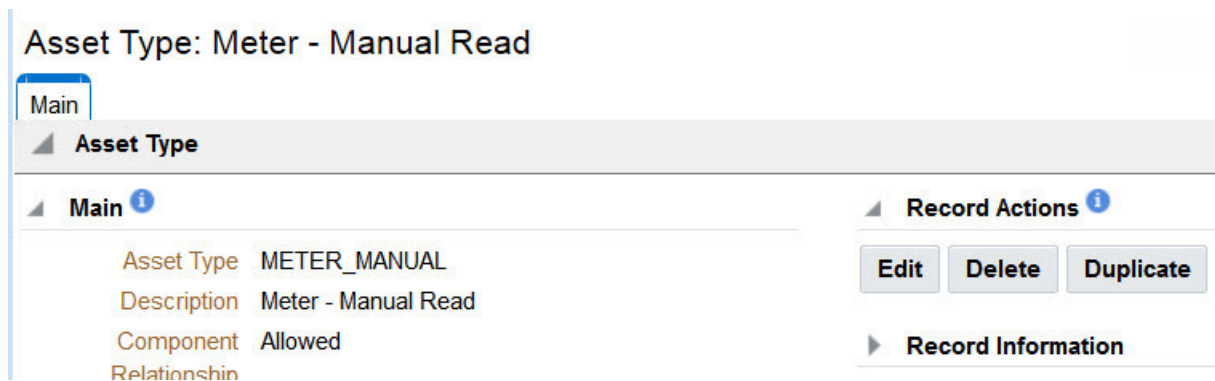 Asset Type: Meter - Manual Read
Main
Asset Type
Main
Asset Type METER_MANUAL
Description Meter - Manual Read
Component Allowed
Relationship
Record Actions
Edit Delete Duplicate
Record Information